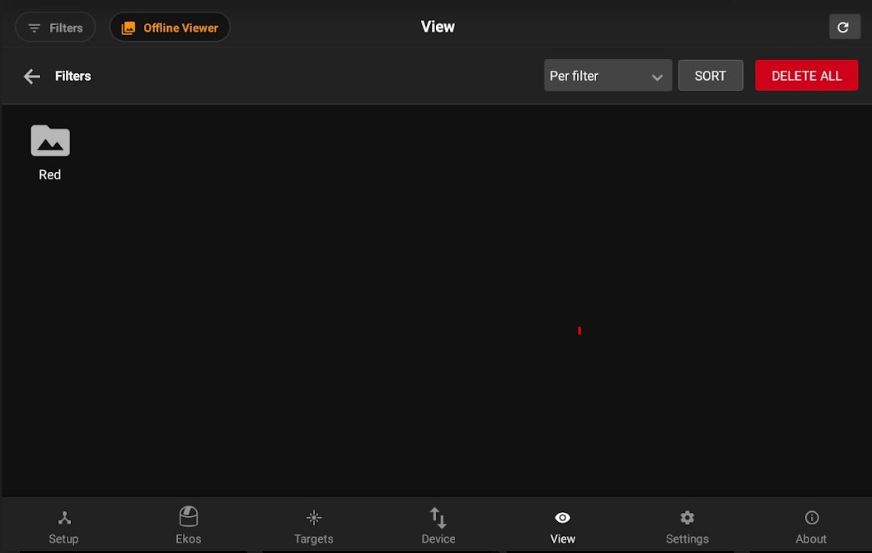 Filters
Offline Viewer
View
Filters
Per filter
SORT
DELETE ALL
Red
Setup
Ekos
Targets
Device
View
Settings
About